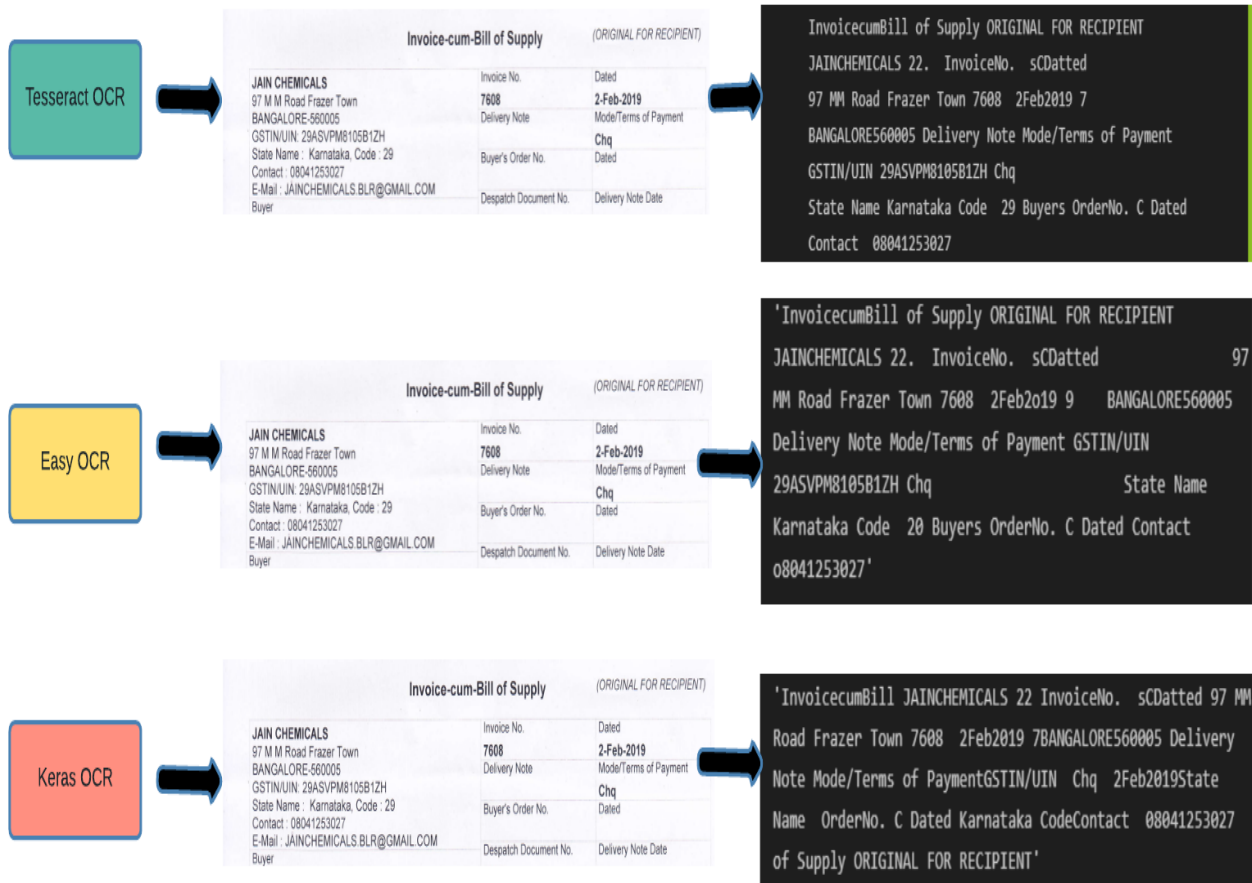 Tesseract OCR
Invoice-cum-Bill of Supply (ORIGINAL FOR RECIPIENT)
JAIN CHEMICALS
97 M M Road Frazer Town
BANGALORE-560005
GSTIN/UIN: 29ASVPM8105B1ZH
State Name : Karnataka, Code : 29
Contact : 08041253027
E-Mail : JAINCHEMICALS.BLR@GMAIL.COM
Buyer
Invoice No. Dated
7608 2-Feb-2019
Delivery Note Mode/Terms of Payment
Chq
Buyer's Order No. Dated
Despatch Document No. Delivery Note Date
InvoicecumBill of Supply ORIGINAL FOR RECIPIENT
JAINCHEMICALS 22. InvoiceNo. sCDatted
97 MM Road Frazer Town 7608 2Feb2019 7
BANGALORE560005 Delivery Note Mode/Terms of Payment
GSTIN/UIN 29ASVPM8105B1ZH Chq
State Name Karnataka Code 29 Buyers OrderNo. C Dated
Contact 08041253027
Easy OCR
Invoice-cum-Bill of Supply (ORIGINAL FOR RECIPIENT)
JAIN CHEMICALS
97 M M Road Frazer Town
BANGALORE-560005
GSTIN/UIN: 29ASVPM8105B1ZH
State Name : Karnataka, Code : 29
Contact : 08041253027
E-Mail : JAINCHEMICALS.BLR@GMAIL.COM
Buyer
Invoice No. Dated
7608 2-Feb-2019
Delivery Note Mode/Terms of Payment
Chq
Buyer's Order No. Dated
Despatch Document No. Delivery Note Date
'InvoicecumBill of Supply ORIGINAL FOR RECIPIENT
JAINCHEMICALS 22. InvoiceNo. sCDatted 97
MM Road Frazer Town 7608 2Feb2o19 9 BANGALORE560005
Delivery Note Mode/Terms of Payment GSTIN/UIN
29ASVPM8105B1ZH Chq State Name
Karnataka Code 20 Buyers OrderNo. C Dated Contact
o8041253027'
Keras OCR
Invoice-cum-Bill of Supply (ORIGINAL FOR RECIPIENT)
JAIN CHEMICALS
97 M M Road Frazer Town
BANGALORE-560005
GSTIN/UIN: 29ASVPM8105B1ZH
State Name : Karnataka, Code : 29
Contact : 08041253027
E-Mail : JAINCHEMICALS.BLR@GMAIL.COM
Buyer
Invoice No. Dated
7608 2-Feb-2019
Delivery Note Mode/Terms of Payment
Chq
Buyer's Order No. Dated
Despatch Document No. Delivery Note Date
'InvoicecumBill JAINCHEMICALS 22 InvoiceNo. sCDatted 97 MM
Road Frazer Town 7608 2Feb2019 7BANGALORE560005 Delivery
Note Mode/Terms of PaymentGSTIN/UIN Chq 2Feb2019State
Name OrderNo. C Dated Karnataka CodeContact 08041253027
of Supply ORIGINAL FOR RECIPIENT'